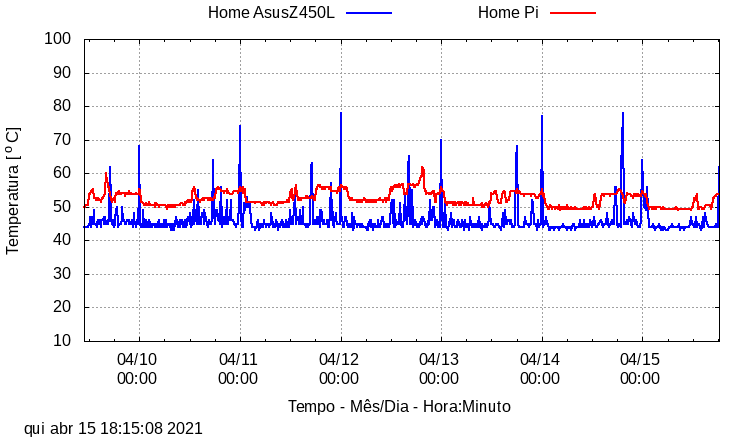 Home AsusZ450L Home Pi
100
90
80
70
60
50
40
30
20
10
Temperatura [ º C]
04/10 04/11 04/12 04/13 04/14 04/15
00:00 00:00 00:00 00:00 00:00 00:00
Tempo - Mês/Dia - Hora:Minuto
qui abr 15 18:15:08 2021